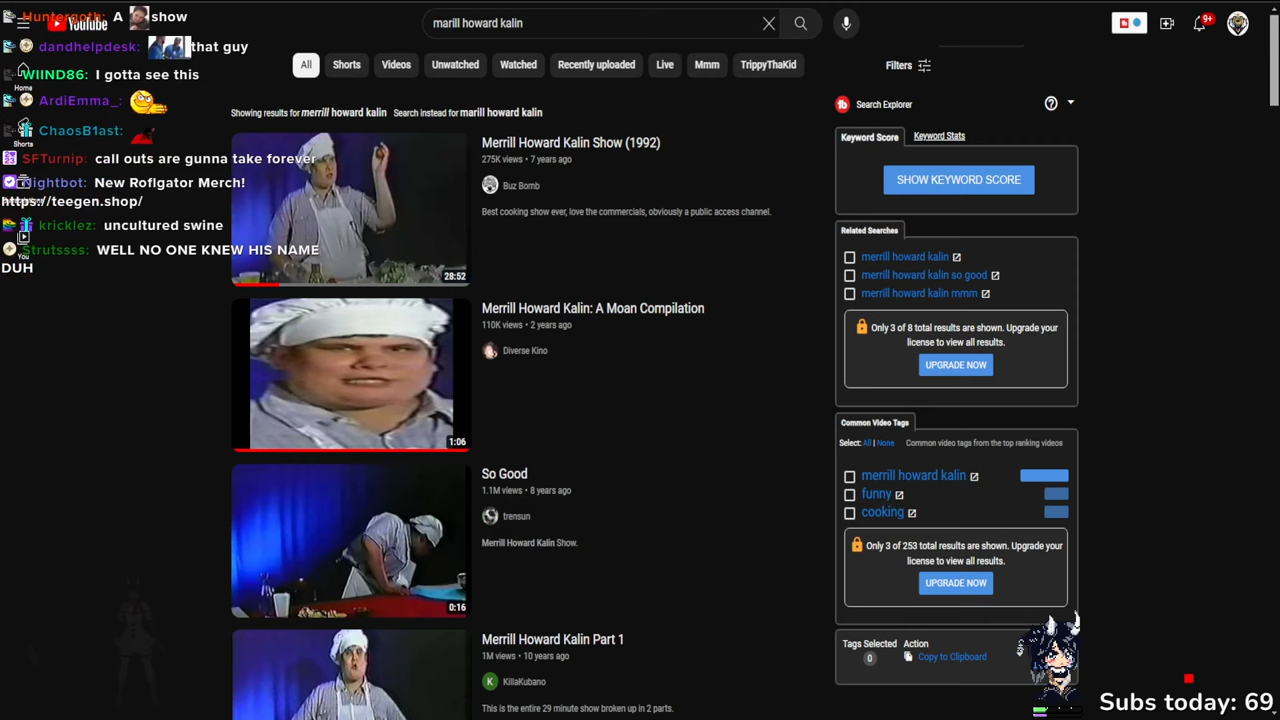 Huntergoth: A show
dandhelpdesk: that guy
WIIND86: I gotta see this
ArdiEmma_:
ChaosB1ast:
SFTurnip: call outs are gunna take forever
Nightbot: New Roflgator Merch!
https://teegen.shop/
kricklez: uncultured swine
Strutssss: WELL NO ONE KNEW HIS NAME
DUH
YouTube
Home
Shorts
You
marill howard kalin
9+
All
Shorts
Videos
Unwatched
Watched
Recently uploaded
Live
Mmm
TrippyThaKid
Filters
Showing results for merrill howard kalin Search instead for marill howard kalin
28:52
Merrill Howard Kalin Show (1992)
275K views • 7 years ago
Buz Bomb
Best cooking show ever, love the commercials, obviously a public access channel.
1:06
Merrill Howard Kalin: A Moan Compilation
110K views • 2 years ago
Diverse Kino
0:16
So Good
1.1M views • 8 years ago
trensun
Merrill Howard Kalin Show.
Merrill Howard Kalin Part 1
1M views • 10 years ago
K KillaKubano
This is the entire 29 minute show broken up in 2 parts.
tb Search Explorer
Keyword Score Keyword Stats
SHOW KEYWORD SCORE
Related Searches
merrill howard kalin
merrill howard kalin so good
merrill howard kalin mmm
Only 3 of 8 total results are shown. Upgrade your
license to view all results.
UPGRADE NOW
Common Video Tags
Select: All | None Common video tags from the top ranking videos
merrill howard kalin
funny
cooking
Only 3 of 253 total results are shown. Upgrade your
license to view all results.
UPGRADE NOW
Tags Selected Action
0 Copy to Clipboard
Subs today: 69